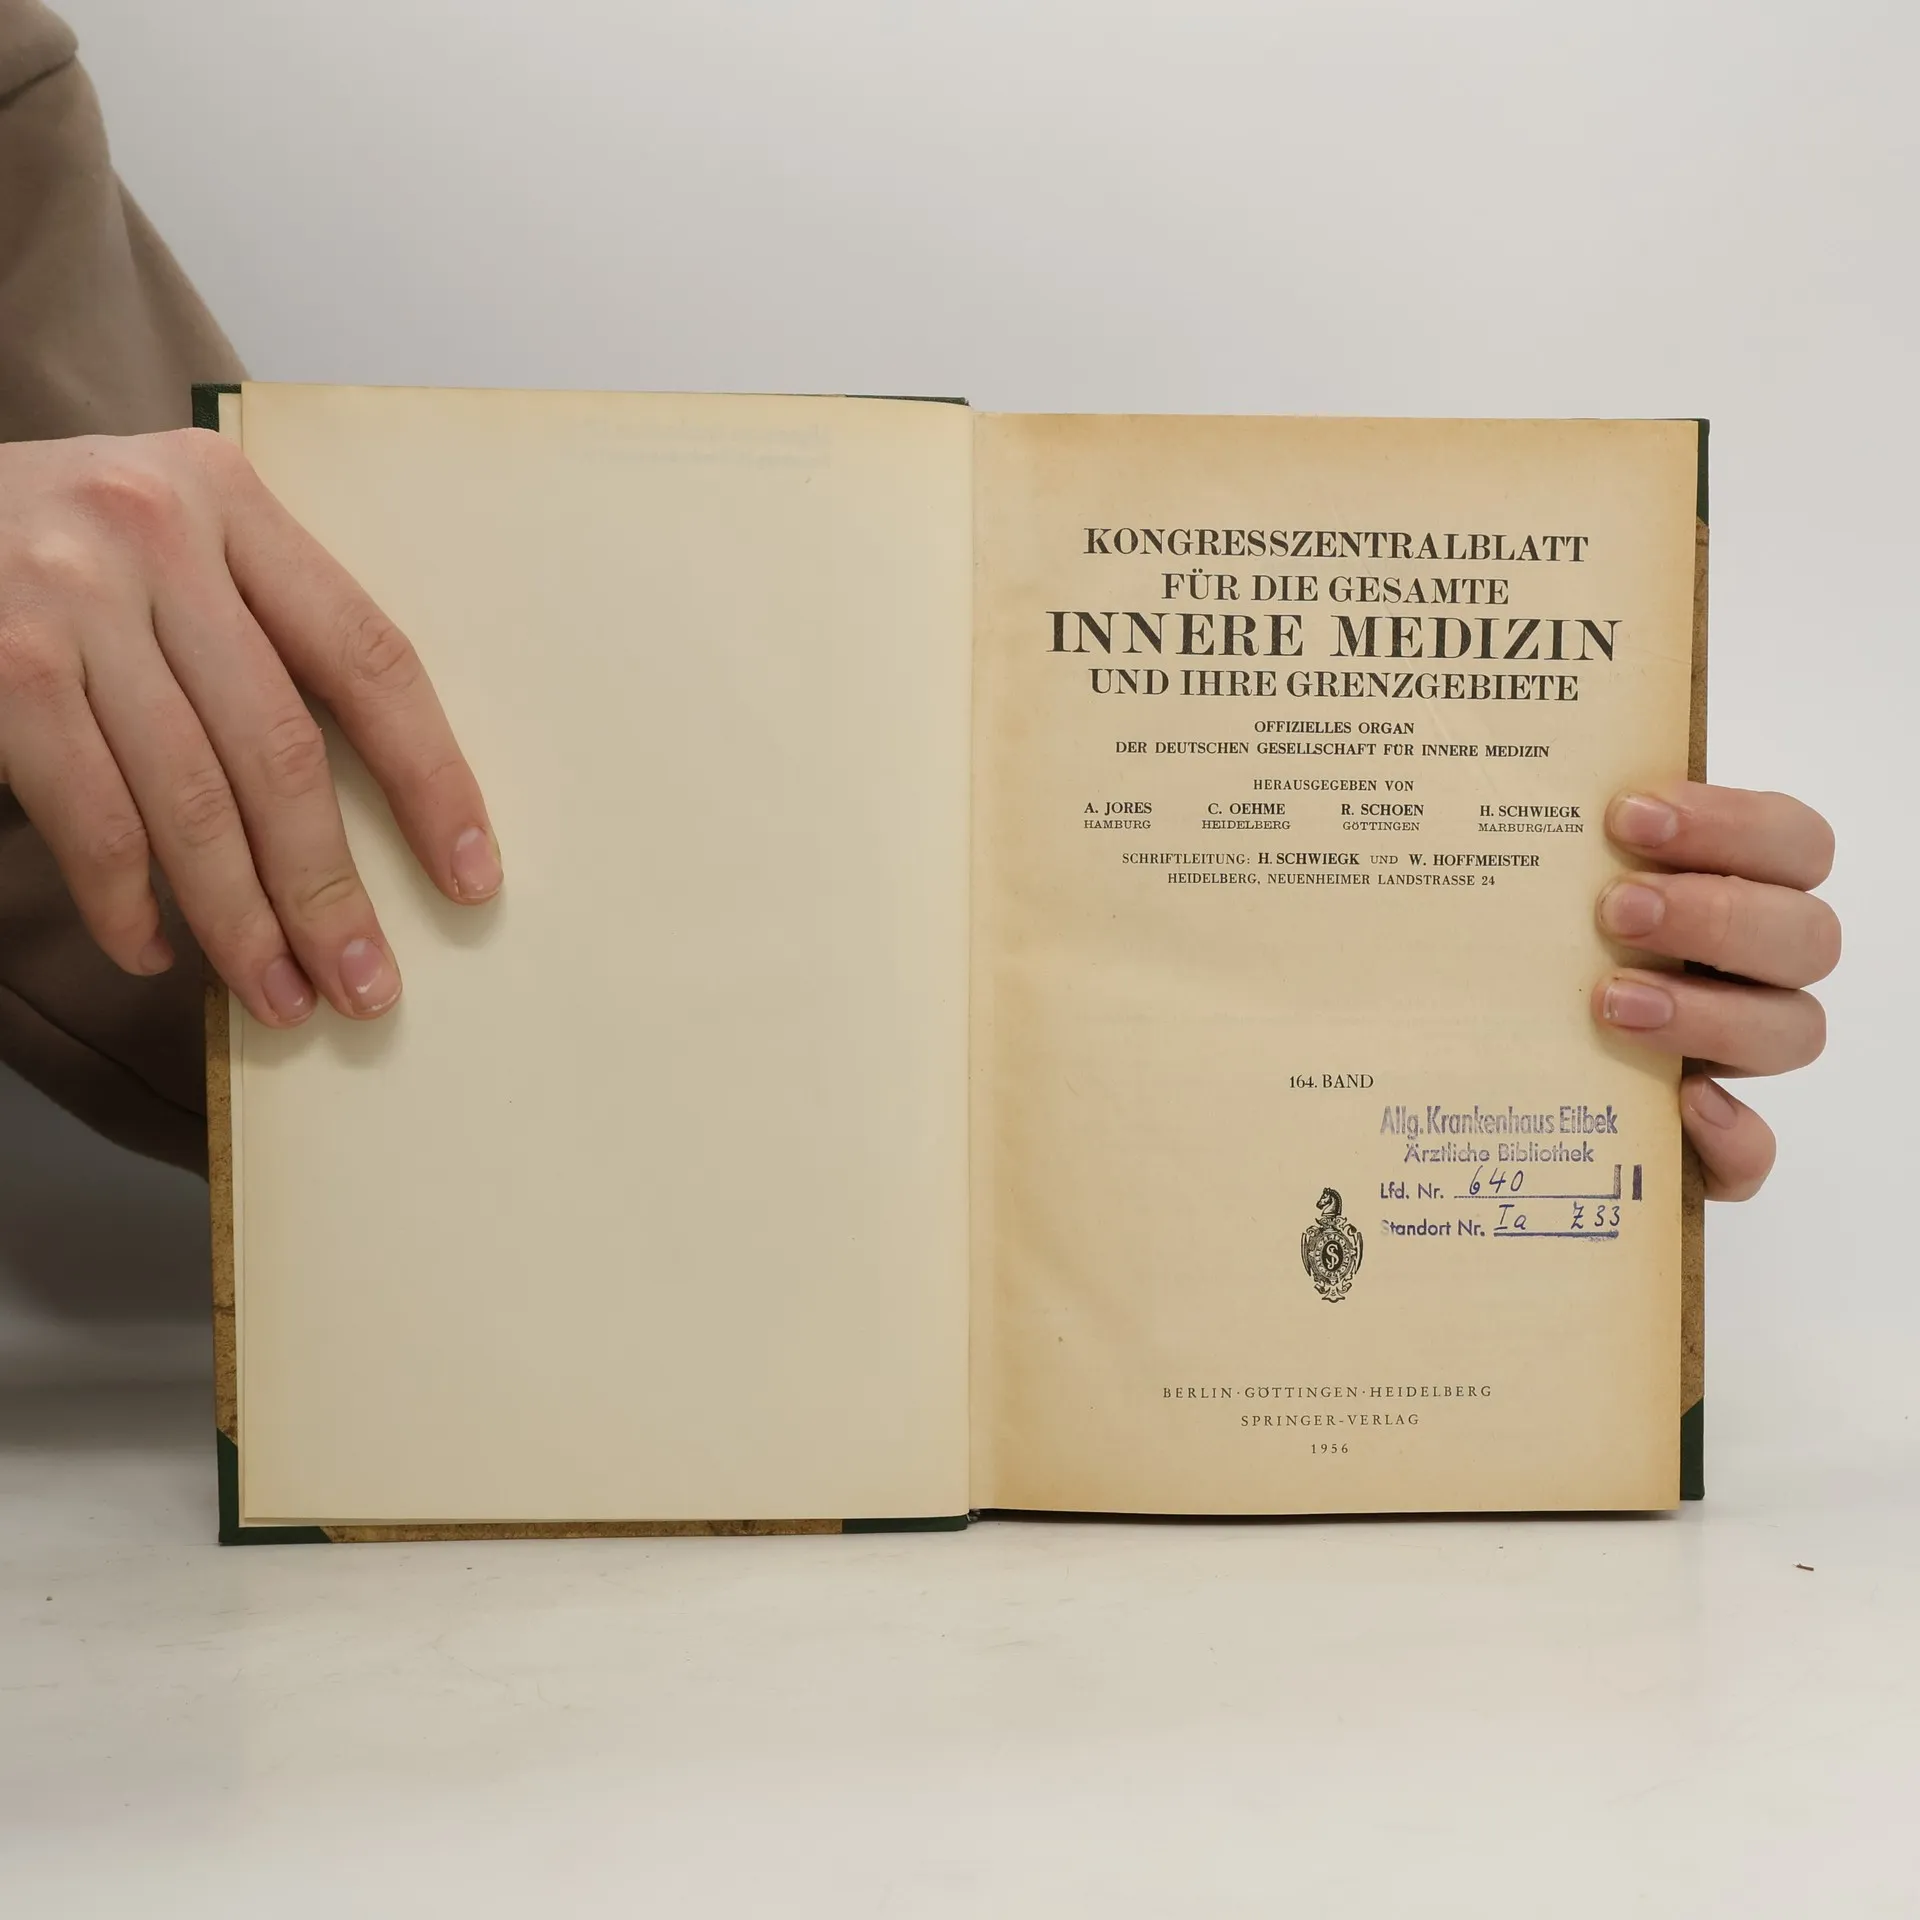 KONGRESSZENTRALBLATT
FÜR DIE GESAMTE
INNERE MEDIZIN
UND IHRE GRENZGEBIETE
OFFIZIELLES ORGAN
DER DEUTSCHEN GESELLSCHAFT FÜR INNERE MEDIZIN
HERAUSGEGEBEN VON
A. JORES C. OEHME R. SCHOEN H. SCHWIEGK
HAMBURG HEIDELBERG GÖTTINGEN MARBURG/LAHN
SCHRIFTLEITUNG: H. SCHWIEGK UND W. HOFFMEISTER
HEIDELBERG, NEUENHEIMER LANDSTRASSE 24
164. BAND
Allg. Krankenhaus Eilbek
Ärztliche Bibliothek
Lfd. Nr. 640
Standort Nr. Ia Z 33
BERLIN · GÖTTINGEN · HEIDELBERG
SPRINGER-VERLAG
1956